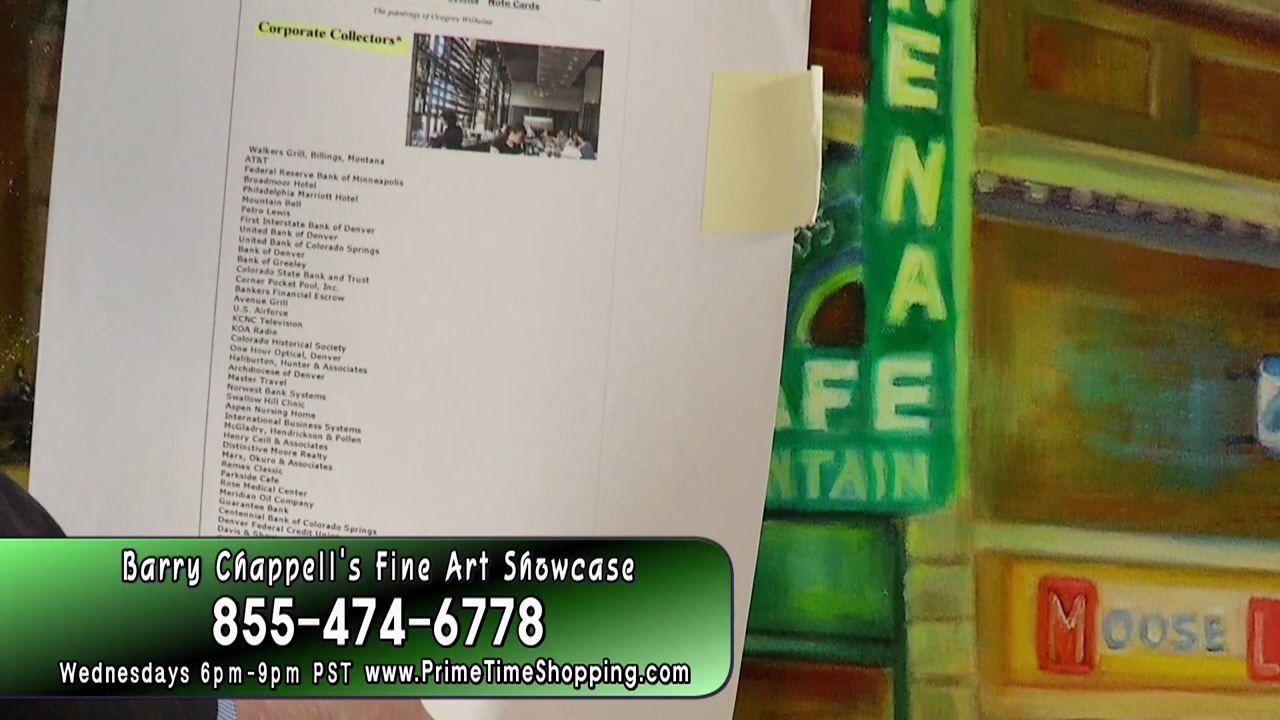 Note Cards
The paintings of Gregory Wilhelmi
Corporate Collectors*
Walkers Grill, Billings, Montana
AT&T
Federal Reserve Bank of Minneapolis
Broadmoor Hotel
Philadelphia Marriott Hotel
Mountain Bell
Petro Lewis
First Interstate Bank of Denver
United Bank of Denver
United Bank of Colorado Springs
Bank of Denver
Bank of Greeley
Colorado State Bank and Trust
Corner Pocket Pool, Inc.
Bankers Financial Escrow
Avenue Grill
U.S. Airforce
KCNC Television
KOA Radio
Colorado Historical Society
One Hour Optical, Denver
Haliburton, Hunter & Associates
Archdiocese of Denver
Master Travel
Norwest Bank Systems
Swallow Hill Clinic
Aspen Nursing Home
International Business Systems
McGladry, Hendrickson & Pollen
Henry Ceill & Associates
Distinctive Moore Realty
Marx, Okuro & Associates
Remax Classic
Parkside Cafe
Rose Medical Center
Meridian Oil Company
Guarantee Bank
Centennial Bank of Colorado Springs
Denver Federal Credit Union
Davis &
ENA
AFE
NTAIN
MOOSE L
Barry Chappell's Fine Art Showcase
855-474-6778
Wednesdays 6pm-9pm PST www.PrimeTimeShopping.com